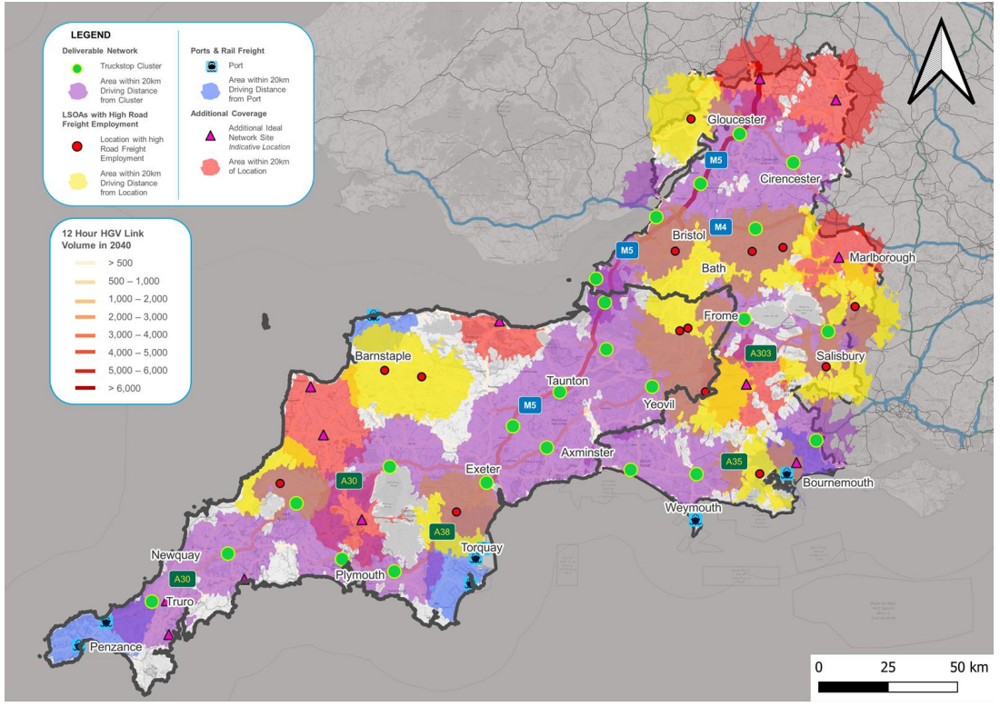 LEGEND
Deliverable Network
Truckstop Cluster
Area within 20km
Driving Distance
from Cluster
LSOAs with High Road
Freight Employment
Location with high
Road Freight
Employment
Area within 20km
Driving Distance
from Location
Ports & Rail Freight
Port
Area within 20km
Driving Distance
from Port
Additional Coverage
Additional Ideal
Network Site
Indicative Location
Area within 20km
of Location
12 Hour HGV Link
Volume in 2040
> 500
500 – 1,000
1,000 – 2,000
2,000 – 3,000
3,000 – 4,000
4,000 – 5,000
5,000 – 6,000
> 6,000
Gloucester
M5
Cirencester
M4
Bristol
M5
Marlborough
Bath
Frome
Barnstaple
A303
Salisbury
Taunton
Yeovil
M5
Axminster
A35
Exeter
A30
Bournemouth
Weymouth
A38
Torquay
Newquay
Plymouth
A30
Truro
Penzance
0 25 50 km